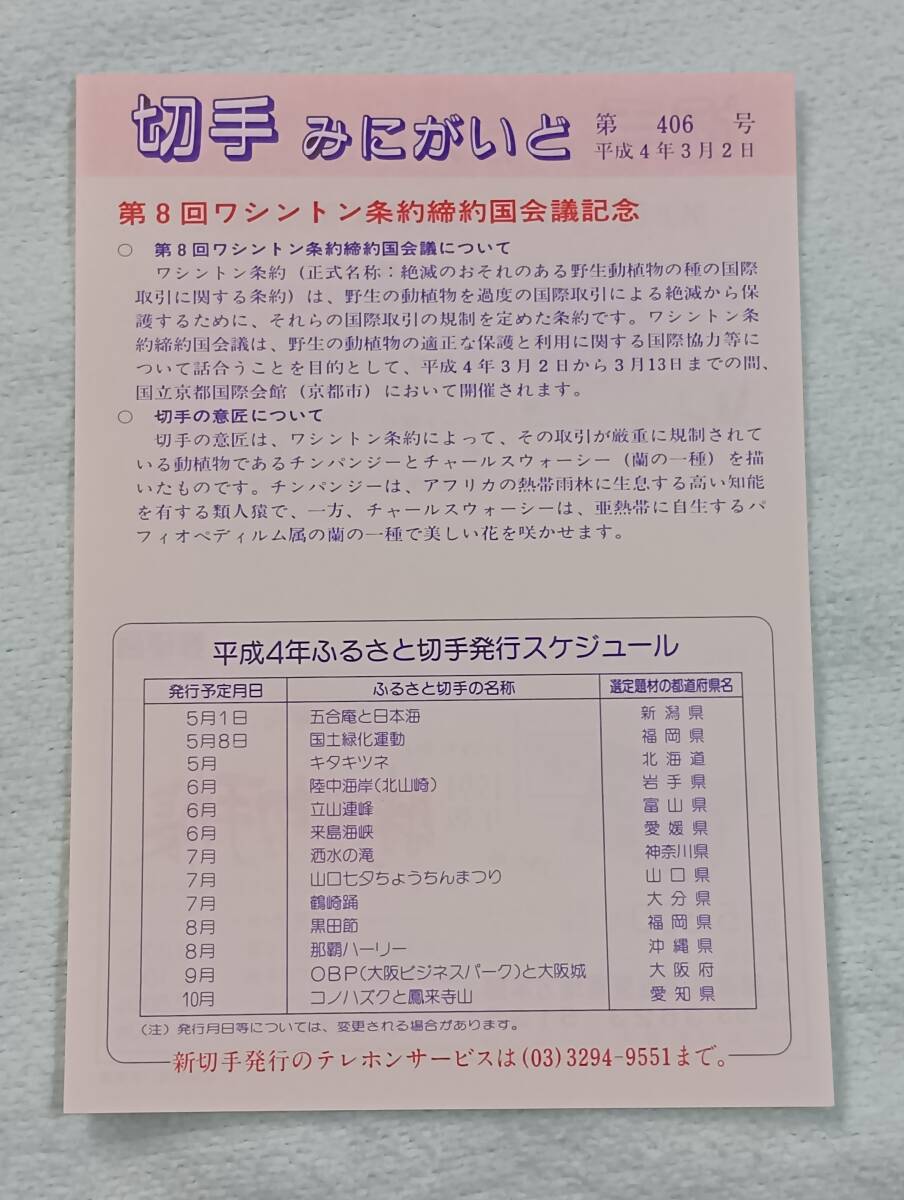 切手 みにがいど 第 406 号
平成4年3月2日
第8回ワシントン条約締約国会議記念
○ 第8回ワシントン条約締約国会議について
ワシントン条約（正式名称：絶滅のおそれのある野生動植物の種の国際
取引に関する条約）は、野生の動植物を過度の国際取引による絶滅から保
護するために、それらの国際取引の規制を定めた条約です。ワシントン条
約締約国会議は、野生の動植物の適正な保護と利用に関する国際協力等に
ついて話合うことを目的として、平成4年3月2日から3月13日までの間、
国立京都国際会館（京都市）において開催されます。
○ 切手の意匠について
切手の意匠は、ワシントン条約によって、その取引が厳重に規制されて
いる動植物であるチンパンジーとチャールスウォーシー（蘭の一種）を描
いたものです。チンパンジーは、アフリカの熱帯雨林に生息する高い知能
を有する類人猿で、一方、チャールスウォーシーは、亜熱帯に自生するパ
フィオペディルム属の蘭の一種で美しい花を咲かせます。
平成4年ふるさと切手発行スケジュール
発行予定月日 ふるさと切手の名称 選定題材の都道府県名
5月1日 五合庵と日本海 新潟県
5月8日 国土緑化運動 福岡県
5月 キタキツネ 北海道
6月 陸中海岸（北山崎） 岩手県
6月 立山連峰 富山県
6月 来島海峡 愛媛県
7月 洒水の滝 神奈川県
7月 山口七夕ちょうちんまつり 山口県
7月 鶴崎踊 大分県
8月 黒田節 福岡県
8月 那覇ハーリー 沖縄県
9月 OBP（大阪ビジネスパーク）と大阪城 大阪府
10月 コノハズクと鳳来寺山 愛知県
（注）発行月日等については、変更される場合があります。
新切手発行のテレホンサービスは(03)3294-9551まで。